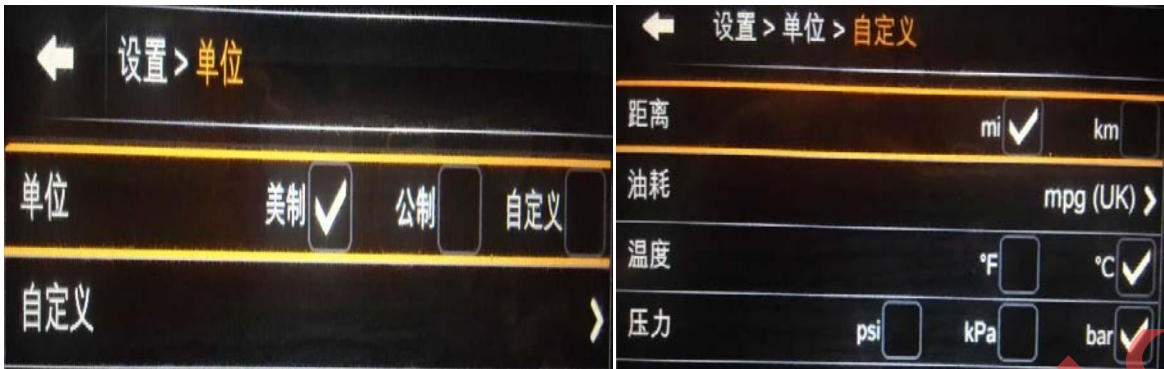 设置 > 单位
单位 美制 公制 自定义
自定义
设置 > 单位 > 自定义
距离 mi km
油耗 mpg (UK)
温度 °F °C
压力 psi kPa bar